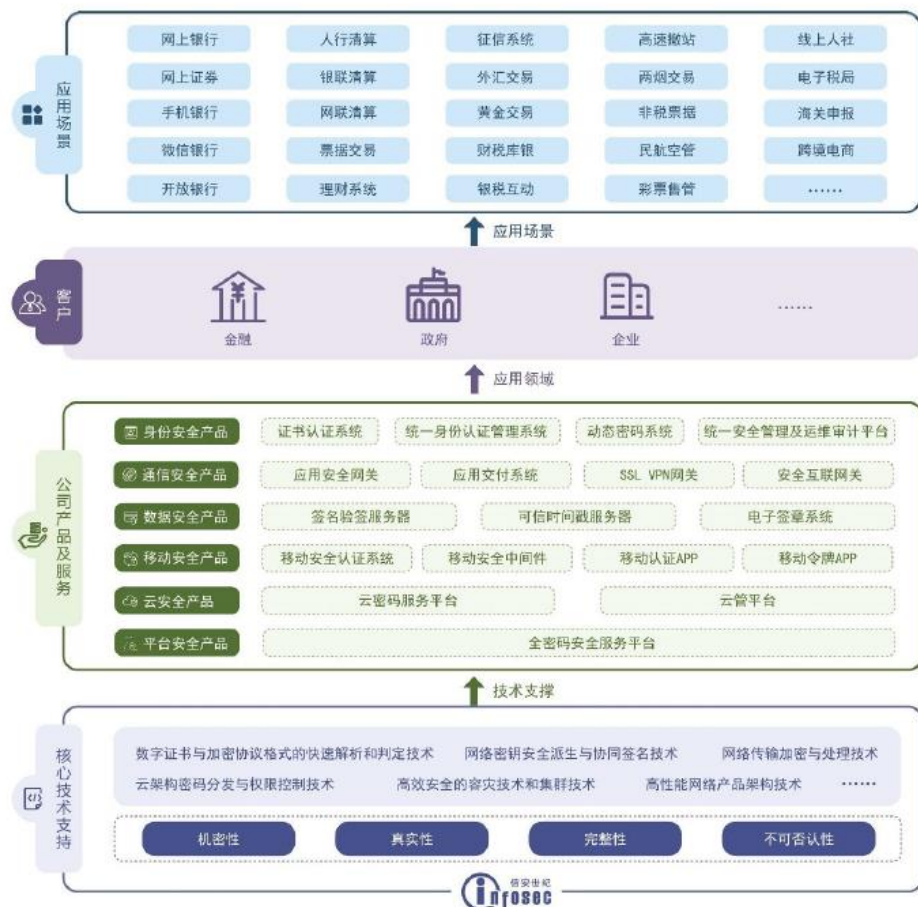 应用场景
网上银行 人行清算 征信系统 高速撤站 线上人社
网上证券 银联清算 外汇交易 两烟交易 电子税局
手机银行 网联清算 黄金交易 非税票据 海关申报
微信银行 票据交易 财税库银 民航空管 跨境电商
开放银行 理财系统 银税互动 彩票售管 ······
应用场景
客户
金融 政府 企业 ······
应用领域
公司产品及服务
身份安全产品 证书认证系统 统一身份认证管理系统 动态密码系统 统一安全管理及运维审计平台
通信安全产品 应用安全网关 应用交付系统 SSL VPN网关 安全互联网关
数据安全产品 签名验签服务器 可信时间戳服务器 电子签章系统
移动安全产品 移动安全认证系统 移动安全中间件 移动认证APP 移动令牌APP
云安全产品 云密码服务平台 云管平台
平台安全产品 全密码安全服务平台
技术支撑
核心技术支持
数字证书与加密协议格式的快速解析和判定技术 网络密钥安全派生与协同签名技术 网络传输加密与处理技术
云架构密码分发与权限控制技术 高效安全的容灾技术和集群技术 高性能网络产品架构技术 ······
机密性 真实性 完整性 不可否认性
信安世纪
infosec